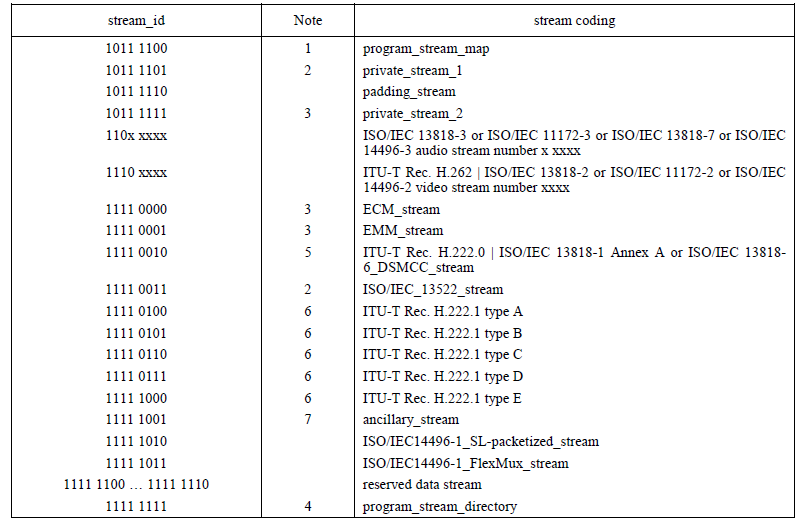 stream_id Note stream coding
1011 1100 1 program_stream_map
1011 1101 2 private_stream_1
1011 1110 padding_stream
1011 1111 3 private_stream_2
110x xxxx ISO/IEC 13818-3 or ISO/IEC 11172-3 or ISO/IEC 13818-7 or ISO/IEC
14496-3 audio stream number x xxxx
1110 xxxx ITU-T Rec. H.262 | ISO/IEC 13818-2 or ISO/IEC 11172-2 or ISO/IEC
14496-2 video stream number xxxx
1111 0000 3 ECM_stream
1111 0001 3 EMM_stream
1111 0010 5 ITU-T Rec. H.222.0 | ISO/IEC 13818-1 Annex A or ISO/IEC 13818-
6_DSMCC_stream
1111 0011 2 ISO/IEC_13522_stream
1111 0100 6 ITU-T Rec. H.222.1 type A
1111 0101 6 ITU-T Rec. H.222.1 type B
1111 0110 6 ITU-T Rec. H.222.1 type C
1111 0111 6 ITU-T Rec. H.222.1 type D
1111 1000 6 ITU-T Rec. H.222.1 type E
1111 1001 7 ancillary_stream
1111 1010 ISO/IEC14496-1_SL-packetized_stream
1111 1011 ISO/IEC14496-1_FlexMux_stream
1111 1100 … 1111 1110 reserved data stream
1111 1111 4 program_stream_directory